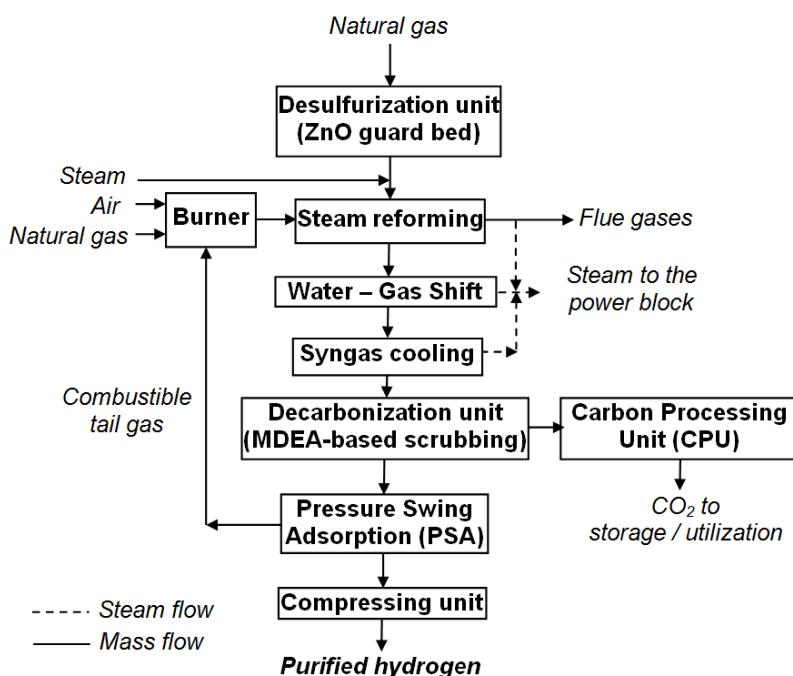 Natural gas
Desulfurization unit
(ZnO guard bed)
Steam
Air
Natural gas
Burner
Steam reforming
Flue gases
Water – Gas Shift
Steam to the
power block
Syngas cooling
Combustible
tail gas
Decarbonization unit
(MDEA-based scrubbing)
Carbon Processing
Unit (CPU)
Pressure Swing
Adsorption (PSA)
CO2 to
storage / utilization
Compressing unit
Steam flow
Mass flow
Purified hydrogen